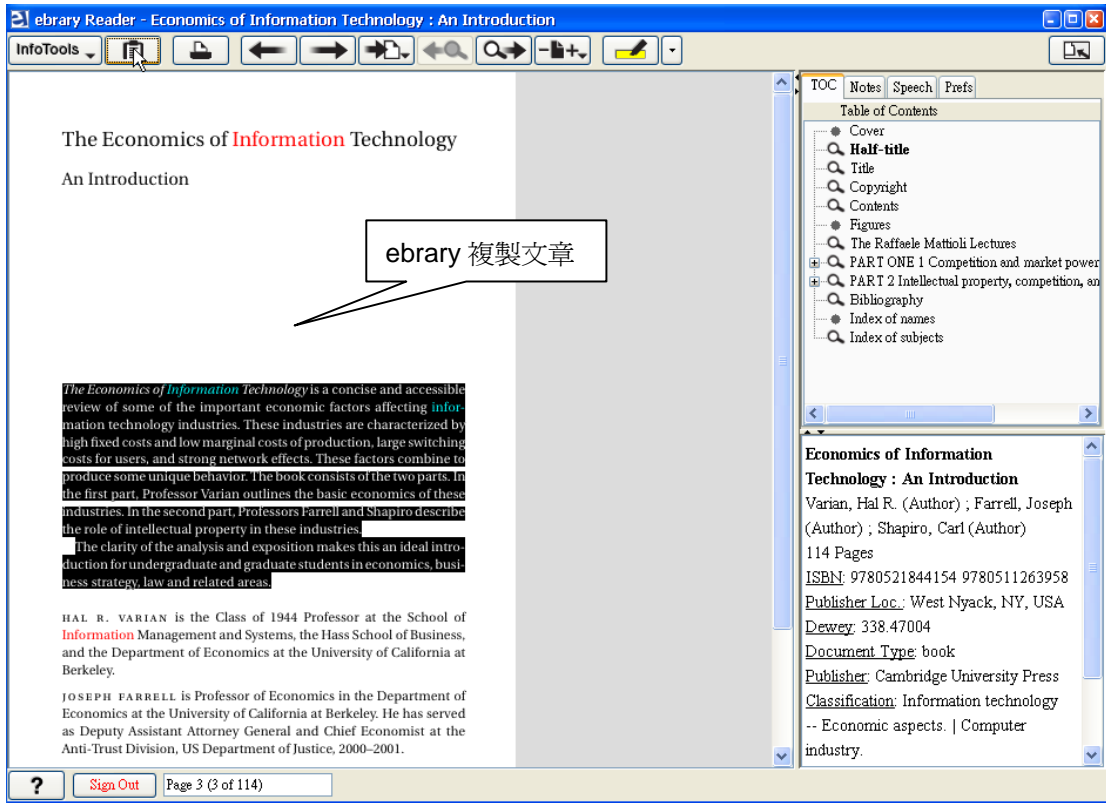 ebrary Reader - Economics of Information Technology : An Introduction
InfoTools
The Economics of Information Technology
An Introduction
ebrary 複製文章
The Economics of Information Technology is a concise and accessible
review of some of the important economic factors affecting infor-
mation technology industries. These industries are characterized by
high fixed costs and low marginal costs of production, large switching
costs for users, and strong network effects. These factors combine to
produce some unique behavior. The book consists of the two parts. In
the first part, Professor Varian outlines the basic economics of these
industries. In the second part, Professors Farrell and Shapiro describe
the role of intellectual property in these industries.
The clarity of the analysis and exposition makes this an ideal intro-
duction for undergraduate and graduate students in economics, busi-
ness strategy, law and related areas.
HAL R. VARIAN is the Class of 1944 Professor at the School of
Information Management and Systems, the Hass School of Business,
and the Department of Economics at the University of California at
Berkeley.
JOSEPH FARRELL is Professor of Economics in the Department of
Economics at the University of California at Berkeley. He has served
as Deputy Assistant Attorney General and Chief Economist at the
Anti-Trust Division, US Department of Justice, 2000–2001.
TOC Notes Speech Prefs
Table of Contents
Cover
Half-title
Title
Copyright
Contents
Figures
The Raffaele Mattioli Lectures
PART ONE 1 Competition and market power
PART 2 Intellectual property, competition, an
Bibliography
Index of names
Index of subjects
Economics of Information
Technology : An Introduction
Varian, Hal R. (Author) ; Farrell, Joseph
(Author) ; Shapiro, Carl (Author)
114 Pages
ISBN: 9780521844154 9780511263958
Publisher Loc.: West Nyack, NY, USA
Dewey: 338.47004
Document Type: book
Publisher: Cambridge University Press
Classification: Information technology
-- Economic aspects. | Computer
industry.
? Sign Out Page 3 (3 of 114)